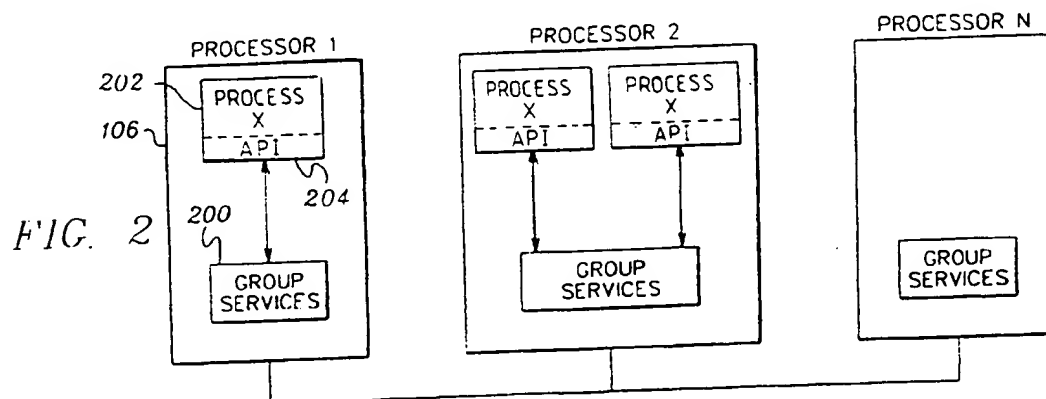 PROCESSOR 1
202
PROCESS
X
API
106
204
200
GROUP
SERVICES
FIG. 2
PROCESSOR 2
PROCESS
X
API
PROCESS
X
API
GROUP
SERVICES
PROCESSOR N
GROUP
SERVICES